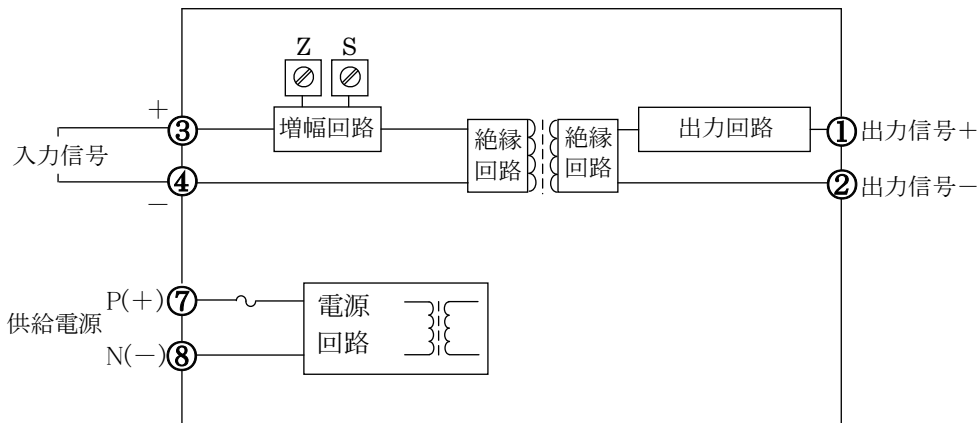 Z S
+
③
増幅回路
入力信号
④
−
絶縁
回路
絶縁
回路
出力回路
① 出力信号+
② 出力信号−
供給電源
P(+) ⑦
N(−) ⑧
電源
回路